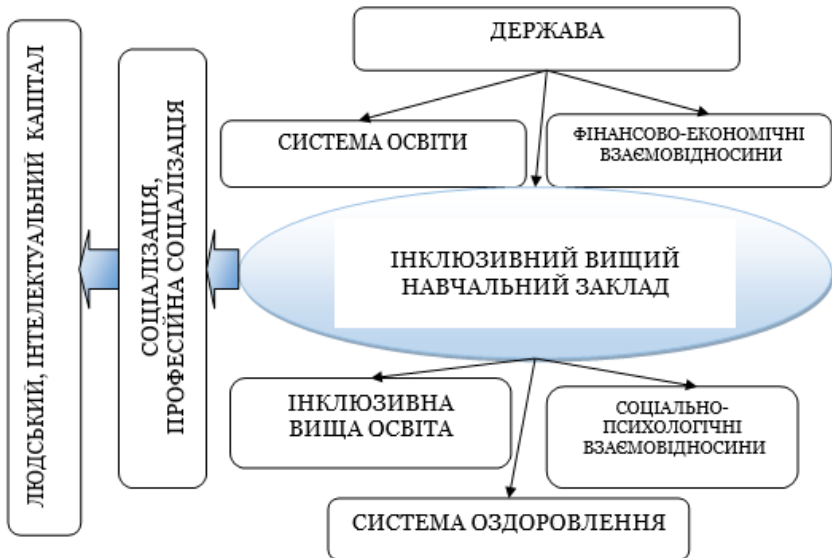 ДЕРЖАВА
СИСТЕМА ОСВІТИ
ФІНАНСОВО-ЕКОНОМІЧНІ
ВЗАЄМОВІДНОСИНИ
ІНКЛЮЗИВНИЙ ВИЩИЙ
НАВЧАЛЬНИЙ ЗАКЛАД
ІНКЛЮЗИВНА
ВИЩА ОСВІТА
СОЦІАЛЬНО-
ПСИХОЛОГІЧНІ
ВЗАЄМОВІДНОСИНИ
СИСТЕМА ОЗДОРОВЛЕННЯ
СОЦІАЛІЗАЦІЯ,
ПРОФЕСІЙНА СОЦІАЛІЗАЦІЯ
ЛЮДСЬКИЙ, ІНТЕЛЕКТУАЛЬНИЙ КАПІТАЛ